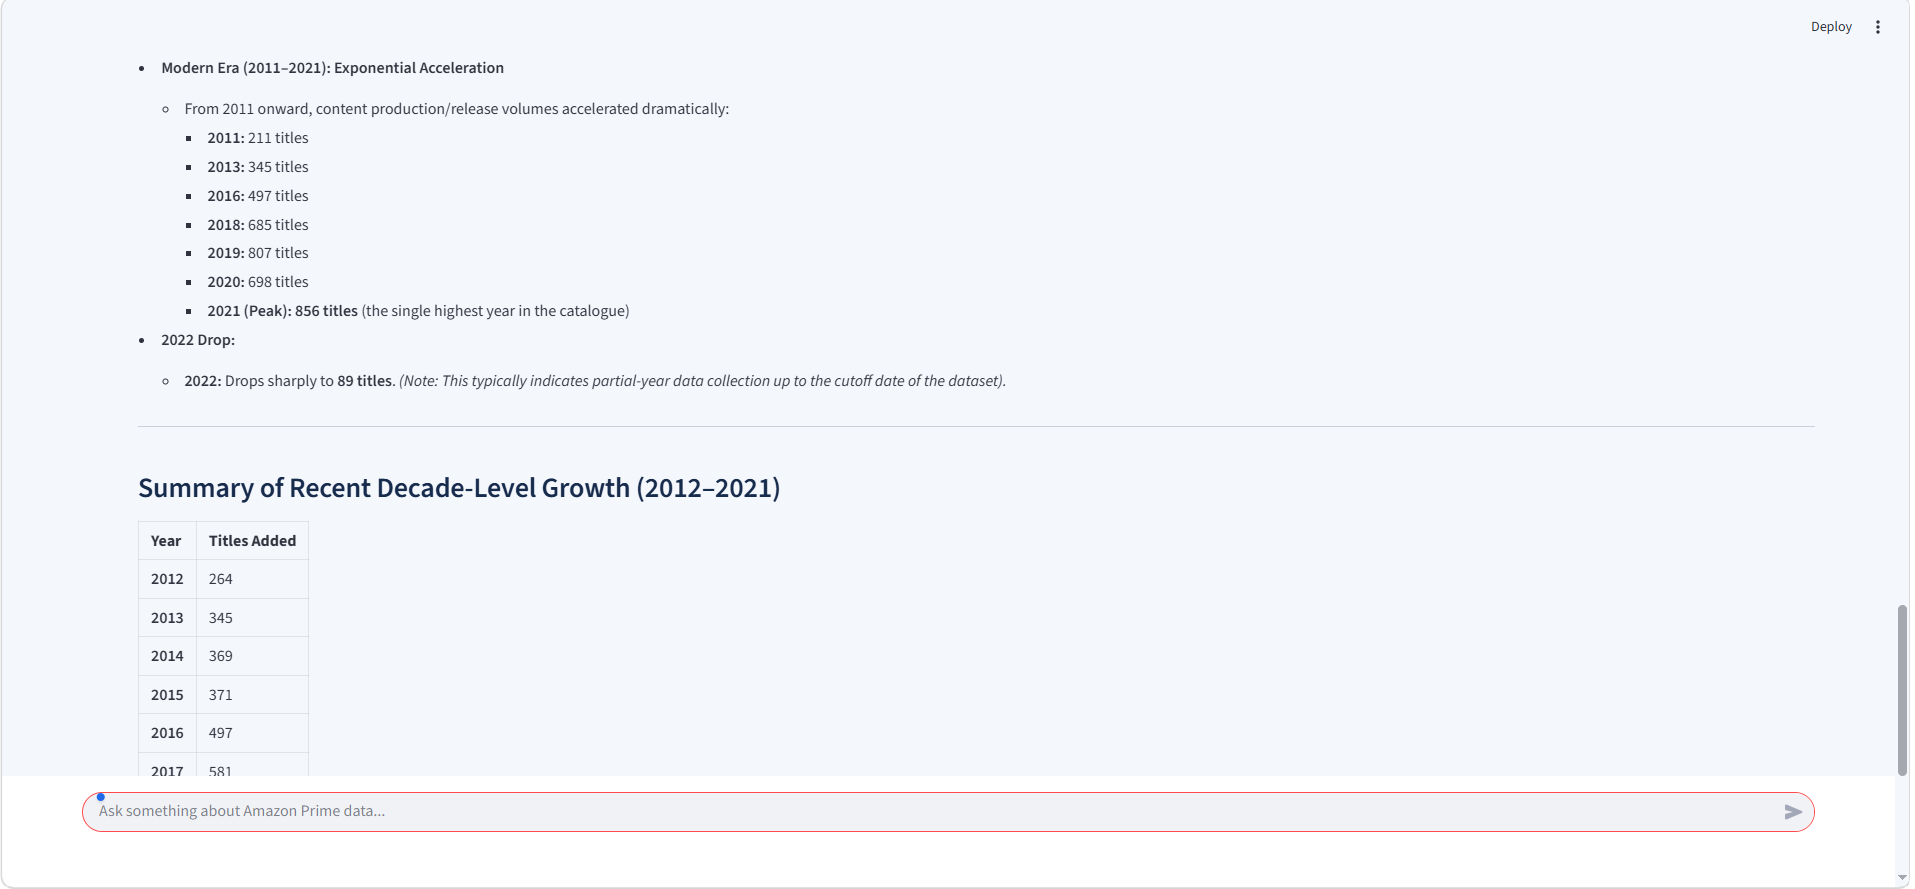 Deploy
Modern Era (2011–2021): Exponential Acceleration
From 2011 onward, content production/release volumes accelerated dramatically:
2011: 211 titles
2013: 345 titles
2016: 497 titles
2018: 685 titles
2019: 807 titles
2020: 698 titles
2021 (Peak): 856 titles (the single highest year in the catalogue)
2022 Drop:
2022: Drops sharply to 89 titles. (Note: This typically indicates partial-year data collection up to the cutoff date of the dataset).
Summary of Recent Decade-Level Growth (2012–2021)
Year Titles Added
2012 264
2013 345
2014 369
2015 371
2016 497
2017 581
Ask something about Amazon Prime data...